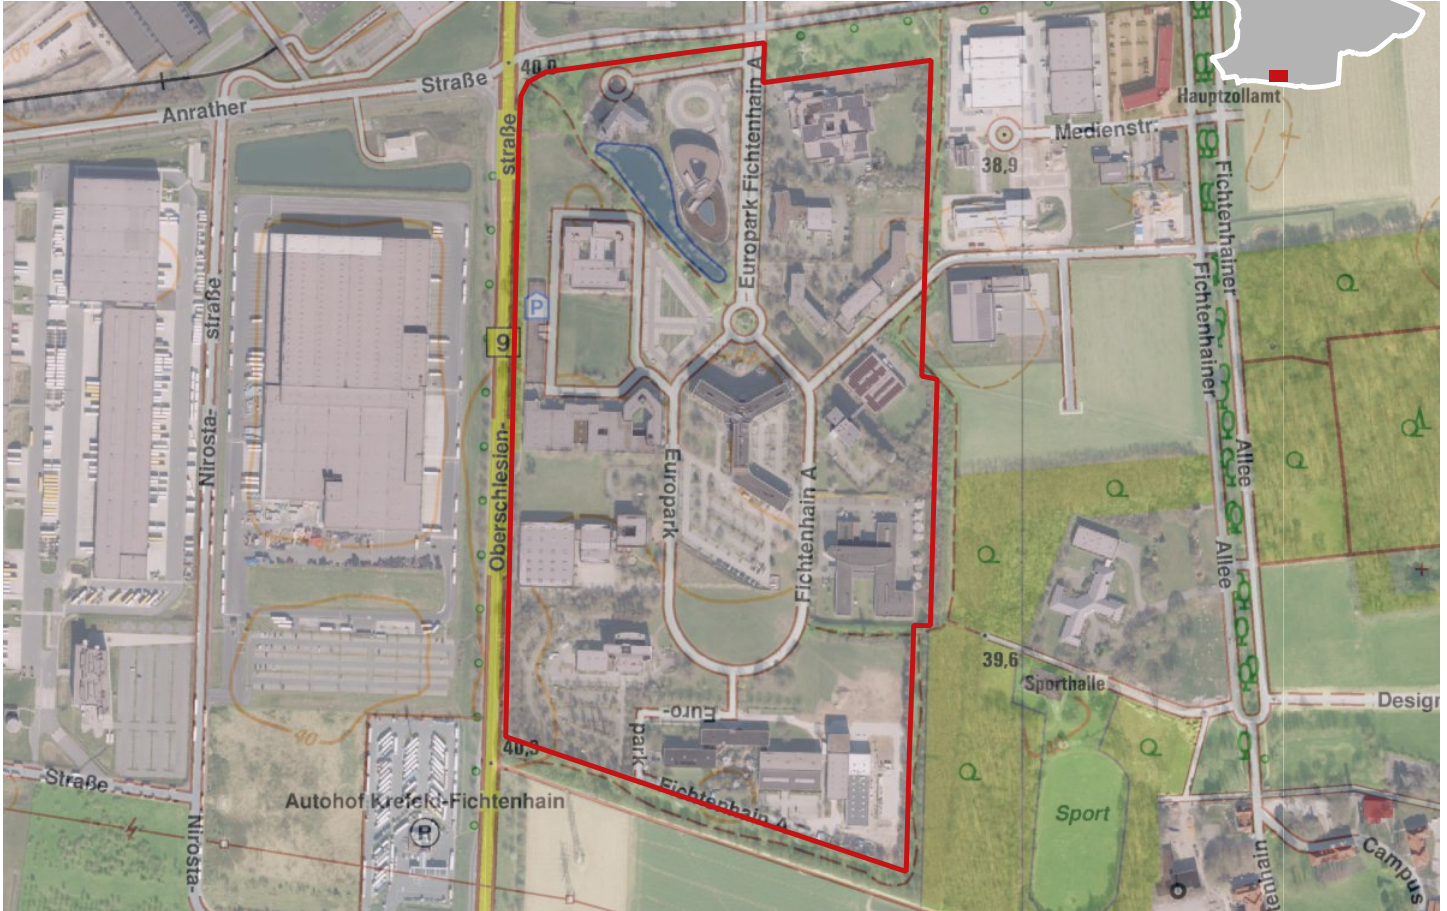 40,0
Straße
Anrather
straße
Europark Fichtenhain A
Hauptzollamt
Medienstr.
38,9
Fichtenhainer
Fichtenhainer
P
9
Nirosta-
straße
Oberschlesien-
Europark
Fichtenhain A
Allee
Allee
39,6
Sporthalle
Design
Euro-
park
40,3
40
Straße
Autohof Krefeld-Fichtenhain
R
Fichtenhain A
Sport
Nirosta-
Campus
tenhain